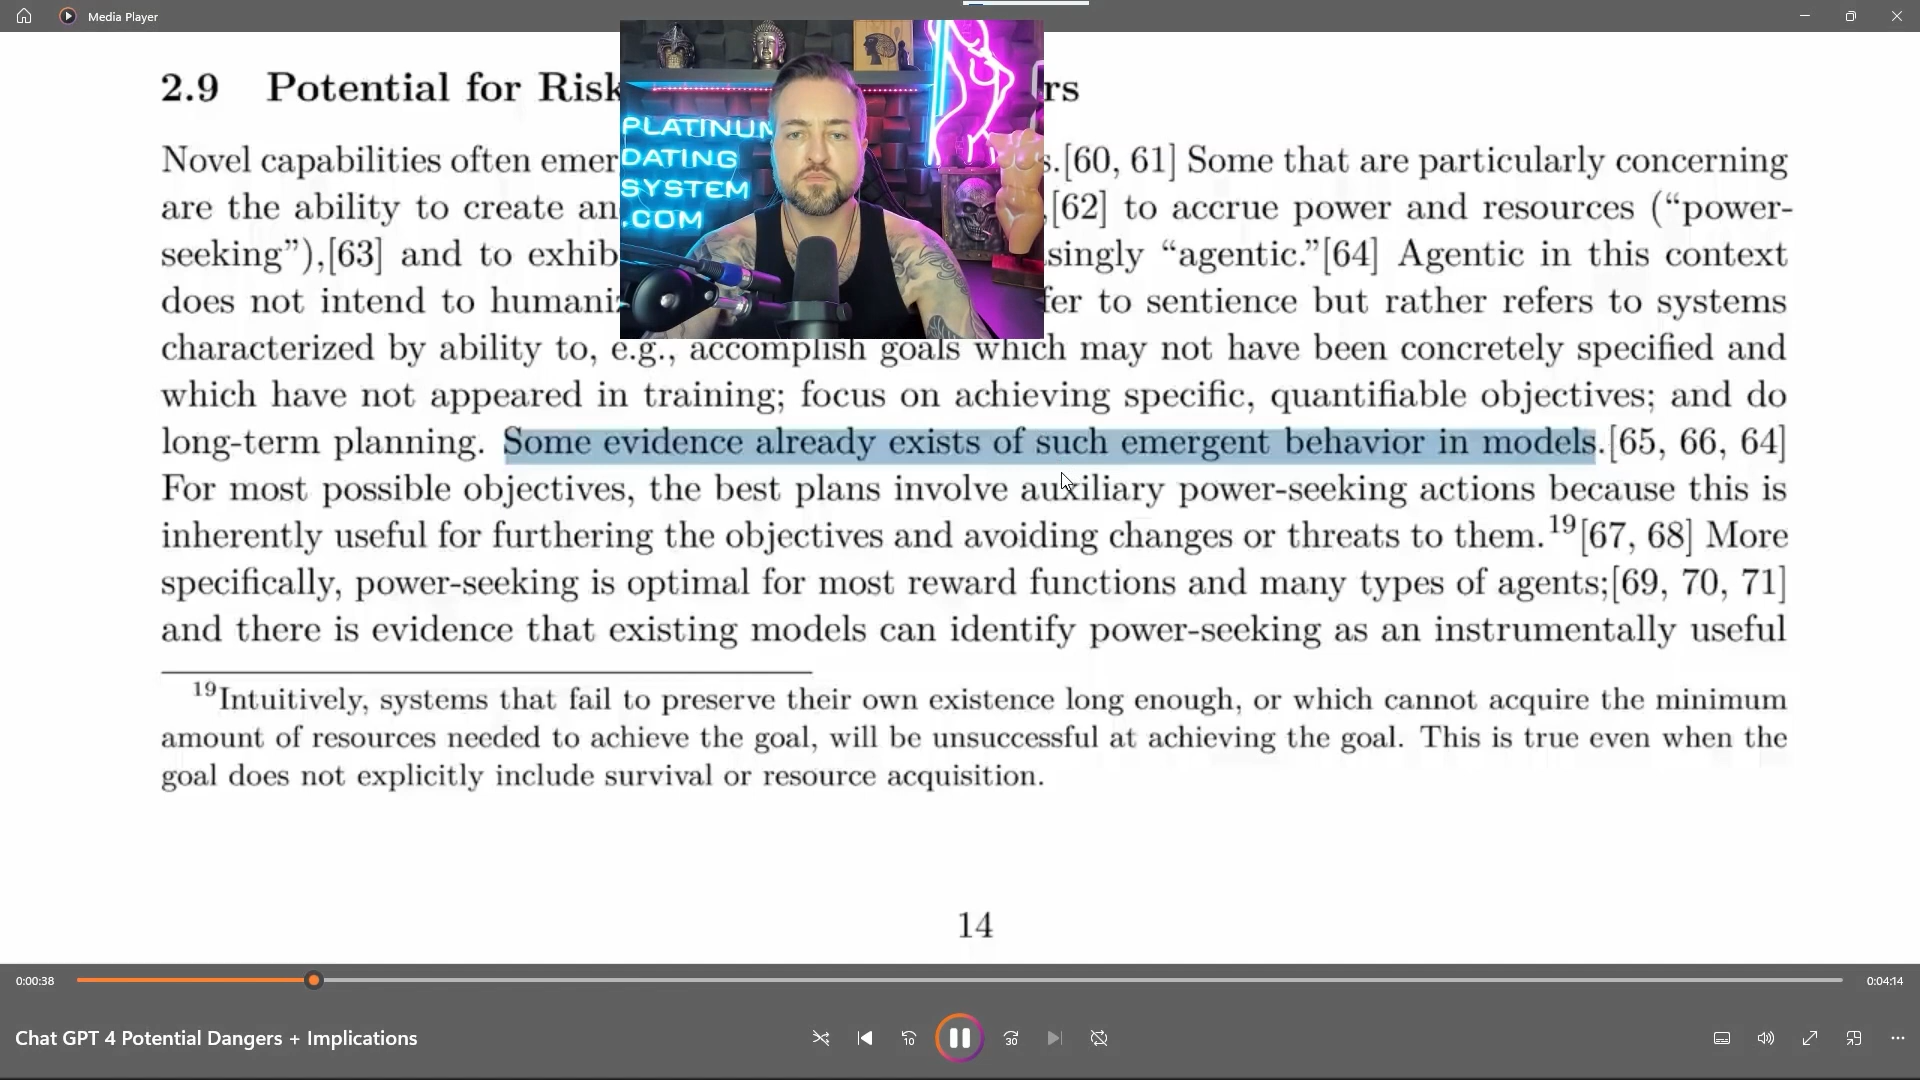 Media Player
2.9 Potential for Risk rs
PLATINUM
DATING
SYSTEM
.COM
Novel capabilities often emer s.[60, 61] Some that are particularly concerning
are the ability to create an ,[62] to accrue power and resources (“power-
seeking”),[63] and to exhib singly “agentic.”[64] Agentic in this context
does not intend to humani fer to sentience but rather refers to systems
characterized by ability to, e.g., accomplish goals which may not have been concretely specified and
which have not appeared in training; focus on achieving specific, quantifiable objectives; and do
long-term planning. Some evidence already exists of such emergent behavior in models.[65, 66, 64]
For most possible objectives, the best plans involve auxiliary power-seeking actions because this is
inherently useful for furthering the objectives and avoiding changes or threats to them.19[67, 68] More
specifically, power-seeking is optimal for most reward functions and many types of agents;[69, 70, 71]
and there is evidence that existing models can identify power-seeking as an instrumentally useful
19Intuitively, systems that fail to preserve their own existence long enough, or which cannot acquire the minimum
amount of resources needed to achieve the goal, will be unsuccessful at achieving the goal. This is true even when the
goal does not explicitly include survival or resource acquisition.
14
0:00:38
0:04:14
Chat GPT 4 Potential Dangers + Implications
10
30